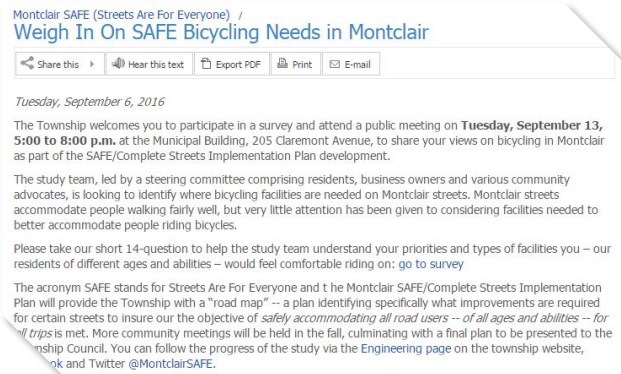 Montclair SAFE (Streets Are For Everyone) /
Weigh In On SAFE Bicycling Needs in Montclair
Share this Hear this text Export PDF Print E-mail
Tuesday, September 6, 2016
The Township welcomes you to participate in a survey and attend a public meeting on Tuesday, September 13,
5:00 to 8:00 p.m. at the Municipal Building, 205 Claremont Avenue, to share your views on bicycling in Montclair
as part of the SAFE/Complete Streets Implementation Plan development.
The study team, led by a steering committee comprising residents, business owners and various community
advocates, is looking to identify where bicycling facilities are needed on Montclair streets. Montclair streets
accommodate people walking fairly well, but very little attention has been given to considering facilities needed to
better accommodate people riding bicycles.
Please take our short 14-question to help the study team understand your priorities and types of facilities you – our
residents of different ages and abilities – would feel comfortable riding on: go to survey
The acronym SAFE stands for Streets Are For Everyone and t he Montclair SAFE/Complete Streets Implementation
Plan will provide the Township with a “road map” -- a plan identifying specifically what improvements are required
for certain streets to insure our the objective of safely accommodating all road users -- of all ages and abilities -- for
all trips is met. More community meetings will be held in the fall, culminating with a final plan to be presented to the
Council. You can follow the progress of the study via the Engineering page on the township website,
and Twitter @MontclairSAFE.